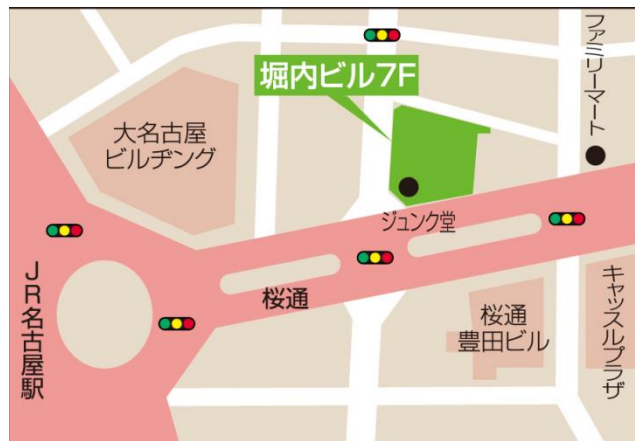 堀内ビル7F
ファミリーマート
大名古屋
ビルヂング
ジュンク堂
桜通
JR名古屋駅
桜通
豊田ビル
キャッスルプラザ